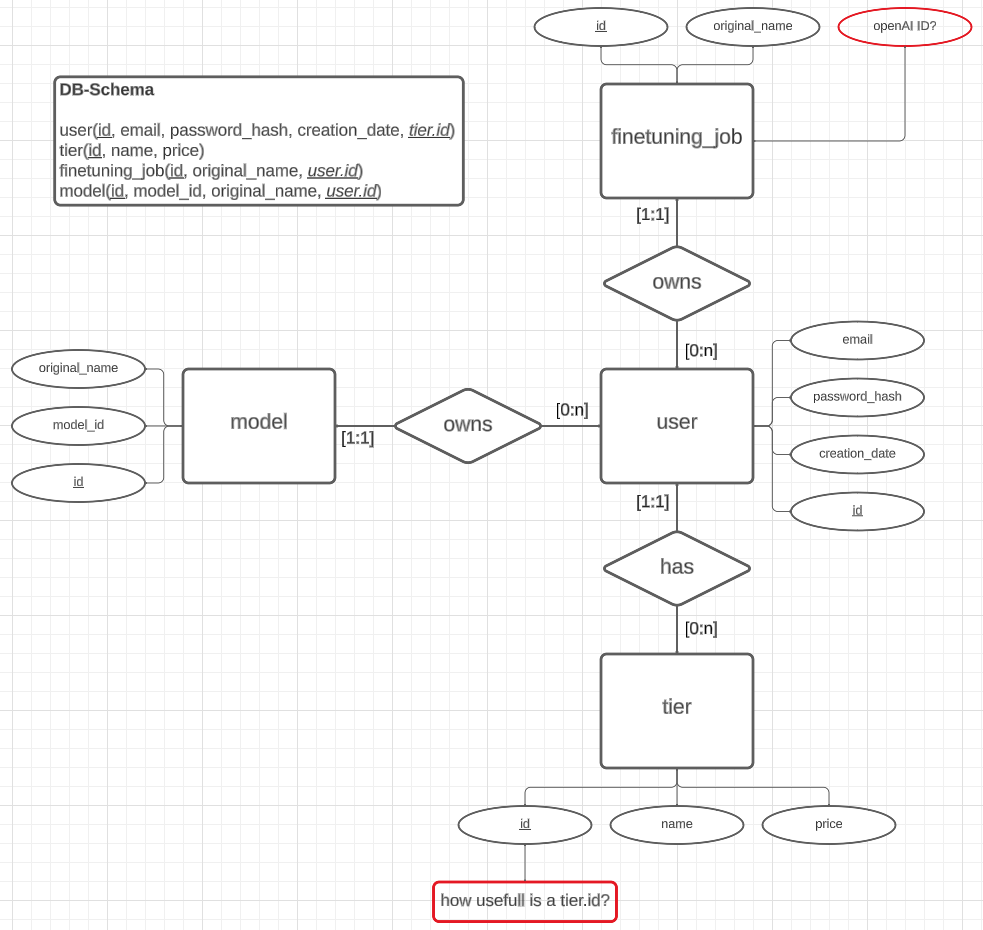 id
original_name
openAI ID?
DB-Schema
user(id, email, password_hash, creation_date, tier.id)
tier(id, name, price)
finetuning_job(id, original_name, user.id)
model(id, model_id, original_name, user.id)
finetuning_job
[1:1]
owns
[0:n]
original_name
model_id
id
model
[1:1]
owns
[0:n]
user
email
password_hash
creation_date
id
[1:1]
has
[0:n]
tier
id
name
price
how usefull is a tier.id?